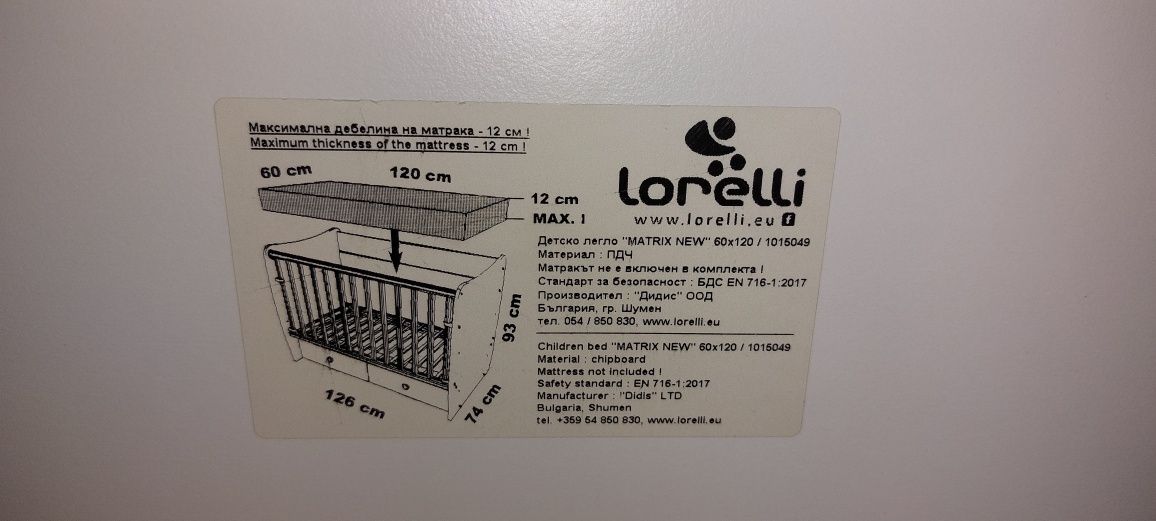 Максимална дебелина на матрака - 12 см !
Maximum thickness of the mattress - 12 cm !
60 cm
120 cm
12 cm
MAX. !
93 cm
126 cm
74 cm
lorelli
www.lorelli.eu f
Детско легло "MATRIX NEW" 60x120 / 1015049
Материал : ПДЧ
Матракът не е включен в комплекта !
Стандарт за безопасност : БДС EN 716-1:2017
Производител : "Дидис" ООД
България, гр. Шумен
тел. 054 / 850 830, www.lorelli.eu
Children bed "MATRIX NEW" 60x120 / 1015049
Material : chipboard
Mattress not included !
Safety standard : EN 716-1:2017
Manufacturer : "Didis" LTD
Bulgaria, Shumen
tel. +359 54 850 830, www.lorelli.eu